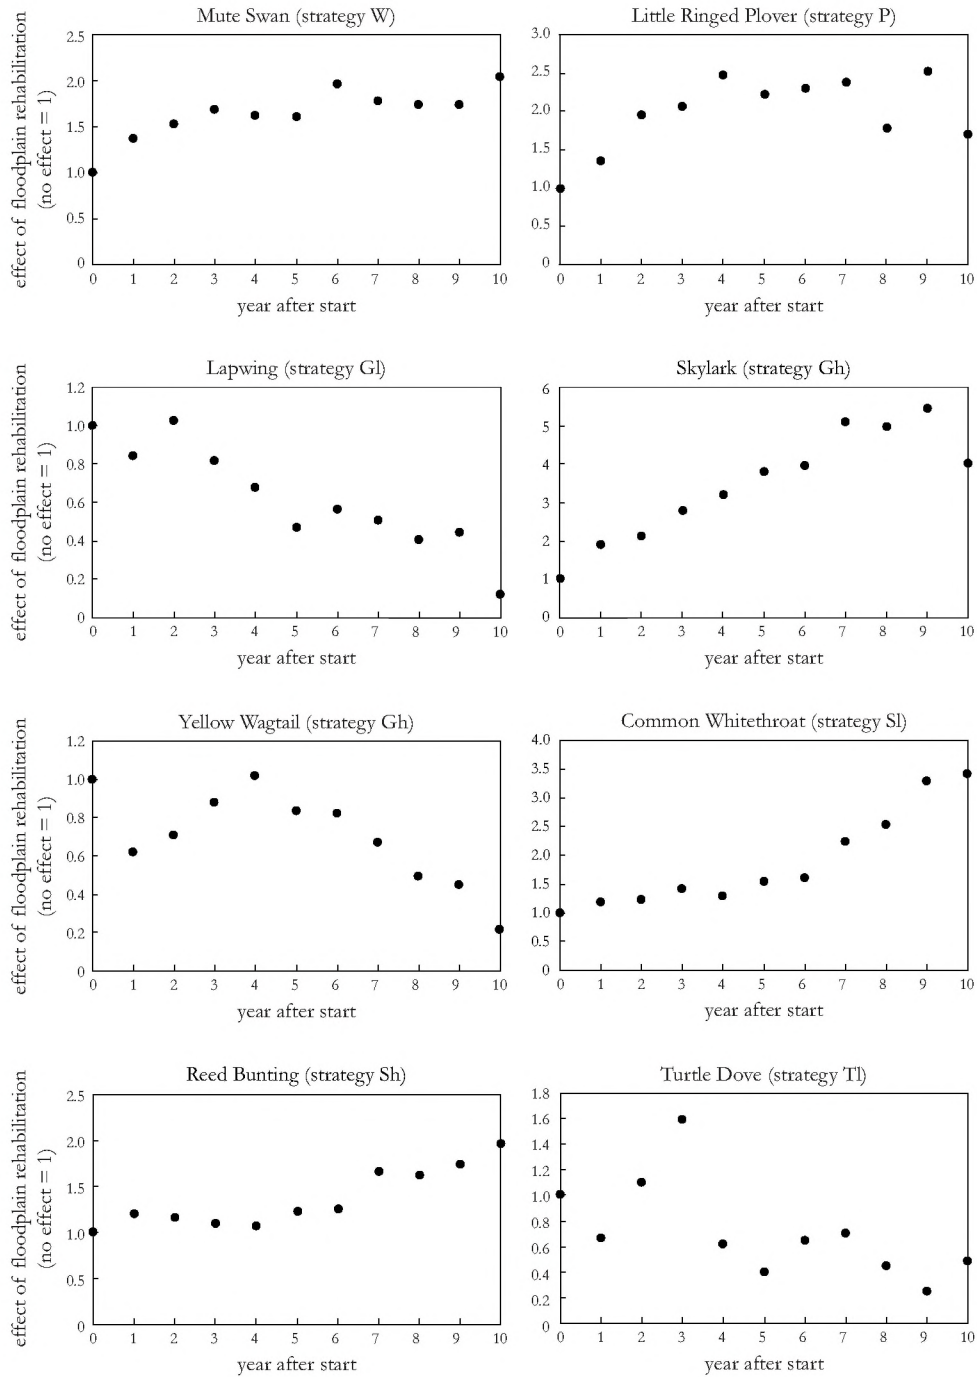 Mute Swan (strategy W)
effect of floodplain rehabilitation
(no effect = 1)
2.5
2.0
1.5
1.0
0.5
0
0 1 2 3 4 5 6 7 8 9 10
year after start
Little Ringed Plover (strategy P)
3.0
2.5
2.0
1.5
1.0
0.5
0
0 1 2 3 4 5 6 7 8 9 10
year after start
Lapwing (strategy Gl)
effect of floodplain rehabilitation
(no effect = 1)
1.2
1.0
0.8
0.6
0.4
0.2
0
0 1 2 3 4 5 6 7 8 9 10
year after start
Skylark (strategy Gh)
6
5
4
3
2
1
0
0 1 2 3 4 5 6 7 8 9 10
year after start
Yellow Wagtail (strategy Gh)
effect of floodplain rehabilitation
(no effect = 1)
1.2
1.0
0.8
0.6
0.4
0.2
0
0 1 2 3 4 5 6 7 8 9 10
year after start
Common Whitethroat (strategy Sl)
4.0
3.5
3.0
2.5
2.0
1.5
1.0
0.5
0
0 1 2 3 4 5 6 7 8 9 10
year after start
Reed Bunting (strategy Sh)
effect of floodplain rehabilitation
(no effect = 1)
2.5
2.0
1.5
1.0
0.5
0
0 1 2 3 4 5 6 7 8 9 10
year after start
Turtle Dove (strategy Tl)
1.8
1.6
1.4
1.2
1.0
0.8
0.6
0.4
0.2
0
0 1 2 3 4 5 6 7 8 9 10
year after start